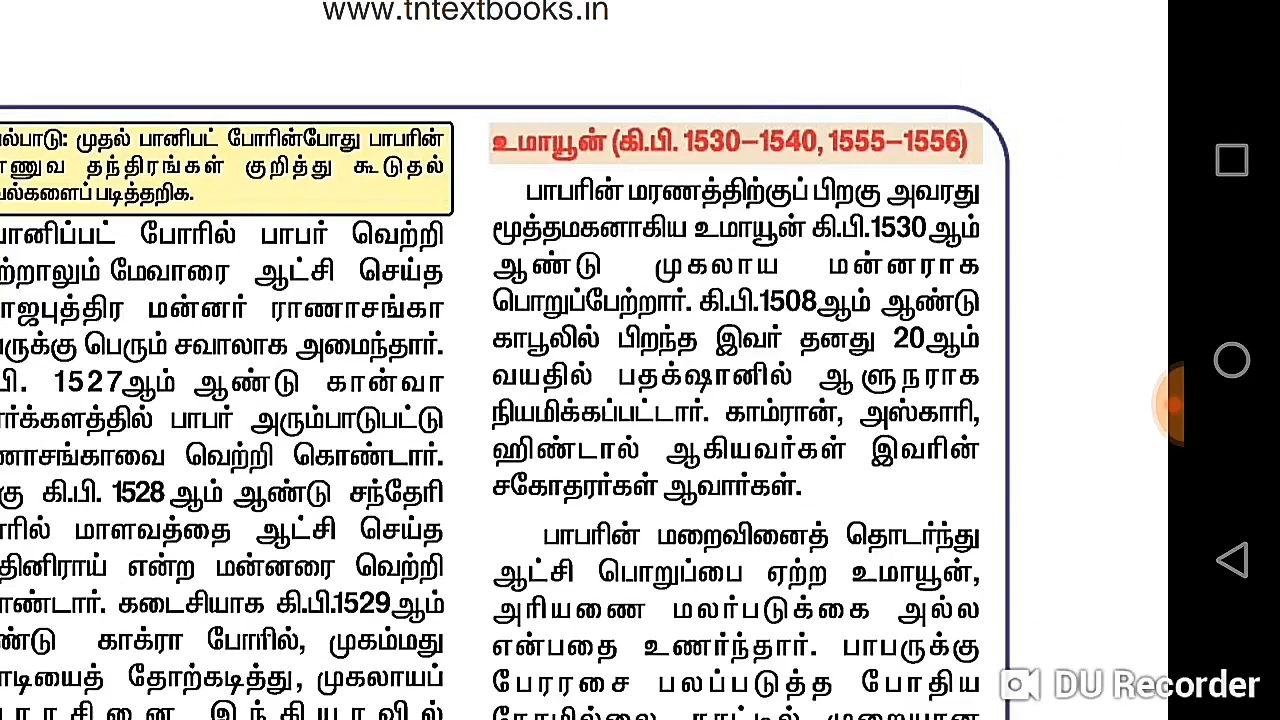 www.tntextbooks.in
ல்பாடு: முதல் பானிபட் போரின்போது பாபரின்
ணுவ தந்திரங்கள் குறித்து கூடுதல்
வல்களைப் படித்தறிக.
ானிப்பட் போரில் பாபர் வெற்றி
ற்றாலும் மேவாரை ஆட்சி செய்த
ாஜபுத்திர மன்னர் ராணாசங்கா
ருக்கு பெரும் சவாலாக அமைந்தார்.
பி. 1527ஆம் ஆண்டு கான்வா
ார்க்களத்தில் பாபர் அரும்பாடுபட்டு
ணாசங்காவை வெற்றி கொண்டார்.
கு கி.பி. 1528 ஆம் ஆண்டு சந்தேரி
ாரில் மாளவத்தை ஆட்சி செய்த
தினிராய் என்ற மன்னரை வெற்றி
ாண்டார். கடைசியாக கி.பி.1529ஆம்
ண்டு காக்ரா போரில், முகம்மது
ாடியைத் தோற்கடித்து, முகலாயப்
இந்தியாவில்
உமாயூன் (கி.பி. 1530–1540, 1555–1556)
பாபரின் மரணத்திற்குப் பிறகு அவரது
மூத்தமகனாகிய உமாயூன் கி.பி.1530ஆம்
ஆண்டு முகலாய மன்னராக
பொறுப்பேற்றார். கி.பி.1508ஆம் ஆண்டு
காபூலில் பிறந்த இவர் தனது 20ஆம்
வயதில் பதக்‌ஷானில் ஆளுநராக
நியமிக்கப்பட்டார். காம்ரான், அஸ்காரி,
ஹிண்டால் ஆகியவர்கள் இவரின்
சகோதரர்கள் ஆவார்கள்.
பாபரின் மறைவினைத் தொடர்ந்து
ஆட்சி பொறுப்பை ஏற்ற உமாயூன்,
அரியணை மலர்படுக்கை அல்ல
என்பதை உணர்ந்தார். பாபருக்கு
பேரரசை பலப்படுத்த போதிய
நேரமில்லை. நாட்டில் முறையான
DU Recorder